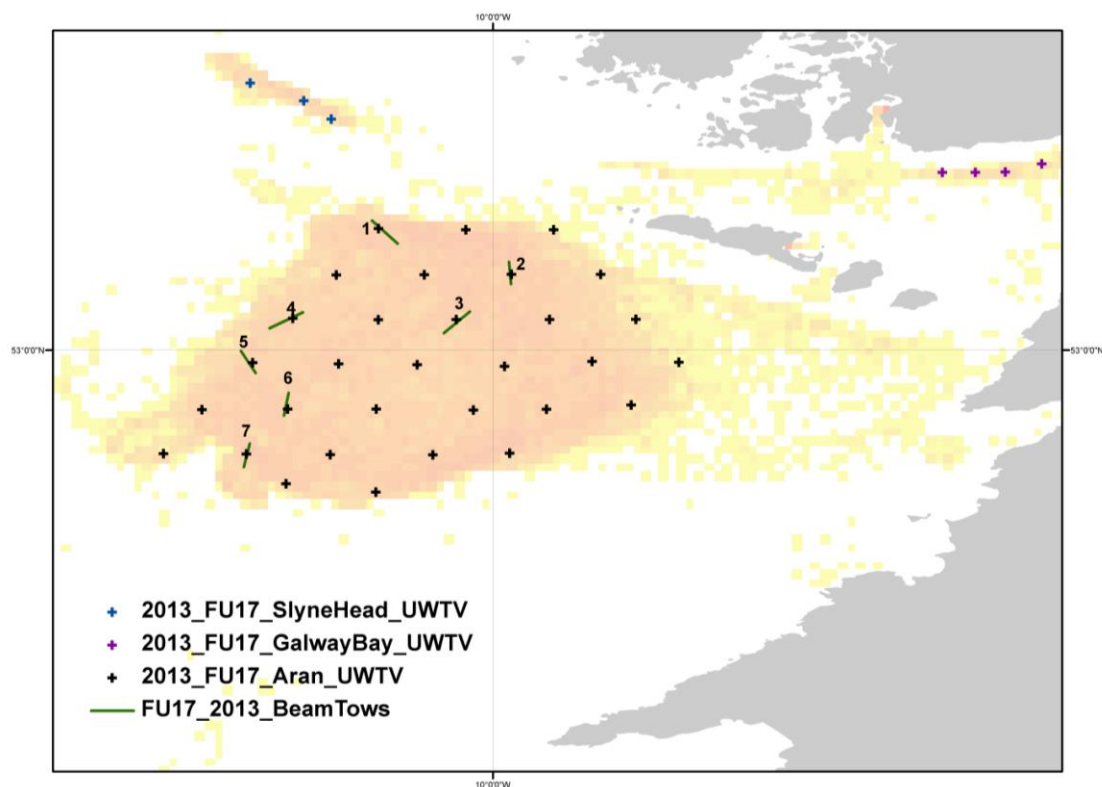 10°0'0"W
1
2
4
3
53°0'0"N
53°0'0"N
5
6
7
2013_FU17_SlyneHead_UWTV
2013_FU17_GalwayBay_UWTV
2013_FU17_Aran_UWTV
FU17_2013_BeamTows
10°0'0"W